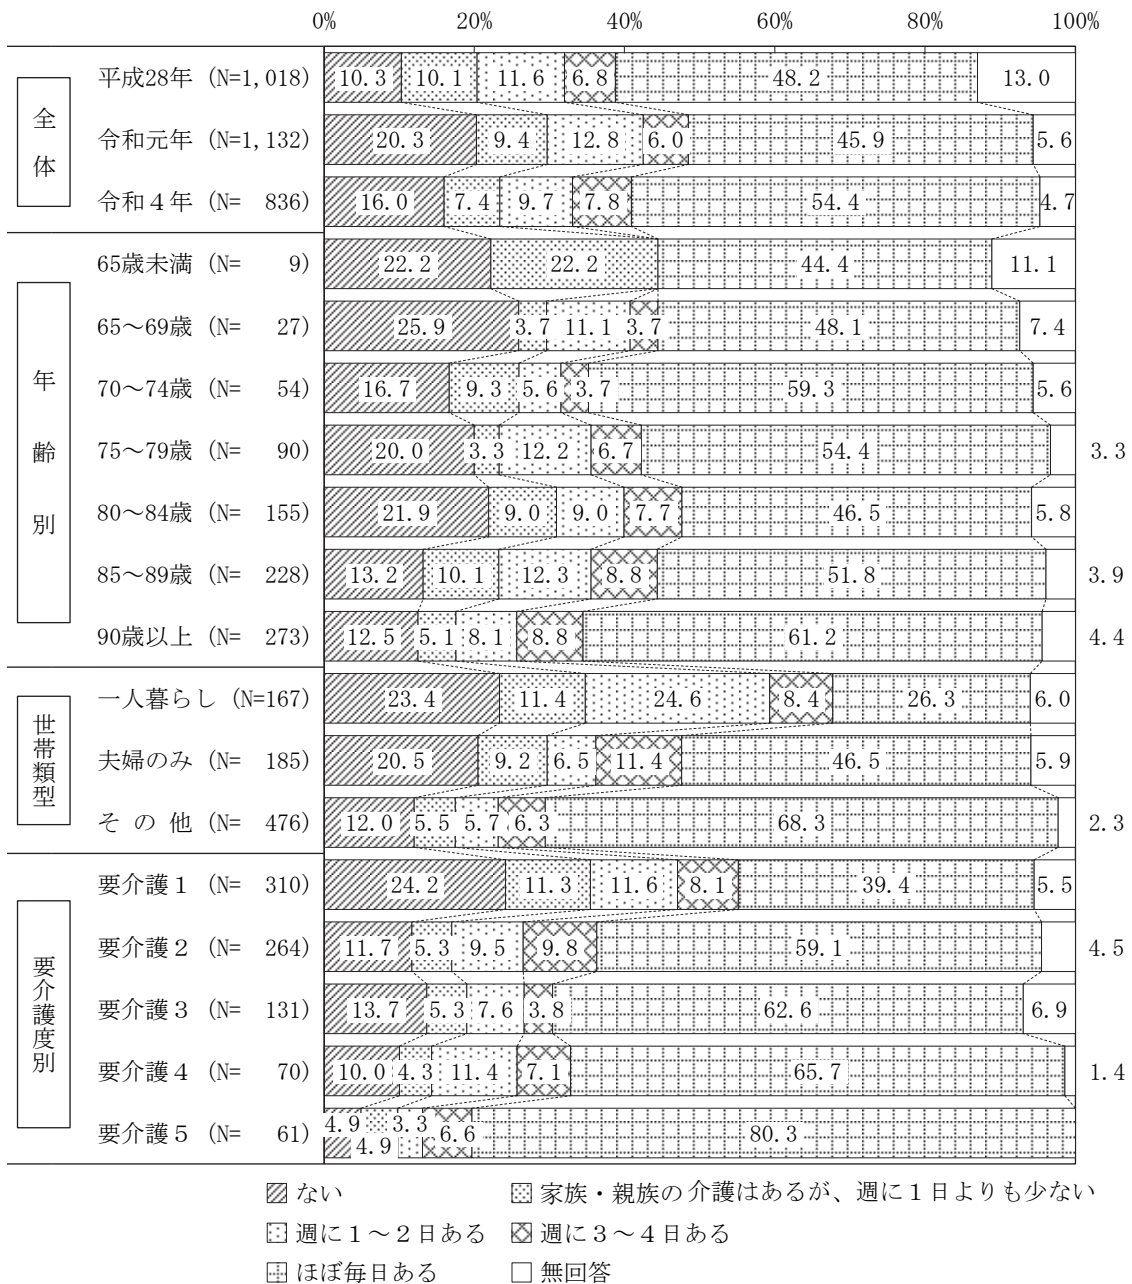 0% 20% 40% 60% 80% 100%
全体
平成28年 (N=1,018) 10.3 10.1 11.6 6.8 48.2 13.0
令和元年 (N=1,132) 20.3 9.4 12.8 6.0 45.9 5.6
令和４年 (N= 836) 16.0 7.4 9.7 7.8 54.4 4.7
年齢別
65歳未満 (N= 9) 22.2 22.2 44.4 11.1
65～69歳 (N= 27) 25.9 3.7 11.1 3.7 48.1 7.4
70～74歳 (N= 54) 16.7 9.3 5.6 3.7 59.3 5.6
75～79歳 (N= 90) 20.0 3.3 12.2 6.7 54.4 3.3
80～84歳 (N= 155) 21.9 9.0 9.0 7.7 46.5 5.8
85～89歳 (N= 228) 13.2 10.1 12.3 8.8 51.8 3.9
90歳以上 (N= 273) 12.5 5.1 8.1 8.8 61.2 4.4
世帯類型
一人暮らし (N=167) 23.4 11.4 24.6 8.4 26.3 6.0
夫婦のみ (N= 185) 20.5 9.2 6.5 11.4 46.5 5.9
その他 (N= 476) 12.0 5.5 5.7 6.3 68.3 2.3
要介護度別
要介護１ (N= 310) 24.2 11.3 11.6 8.1 39.4 5.5
要介護２ (N= 264) 11.7 5.3 9.5 9.8 59.1 4.5
要介護３ (N= 131) 13.7 5.3 7.6 3.8 62.6 6.9
要介護４ (N= 70) 10.0 4.3 11.4 7.1 65.7 1.4
要介護５ (N= 61) 4.9 4.9 3.3 6.6 80.3
ない 家族・親族の介護はあるが、週に１日よりも少ない
週に１～２日ある 週に３～４日ある
ほぼ毎日ある 無回答